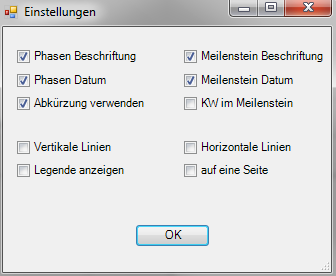 Einstellungen
Phasen Beschriftung
Meilenstein Beschriftung
Phasen Datum
Meilenstein Datum
Abkürzung verwenden
KW im Meilenstein
Vertikale Linien
Horizontale Linien
Legende anzeigen
auf eine Seite
OK